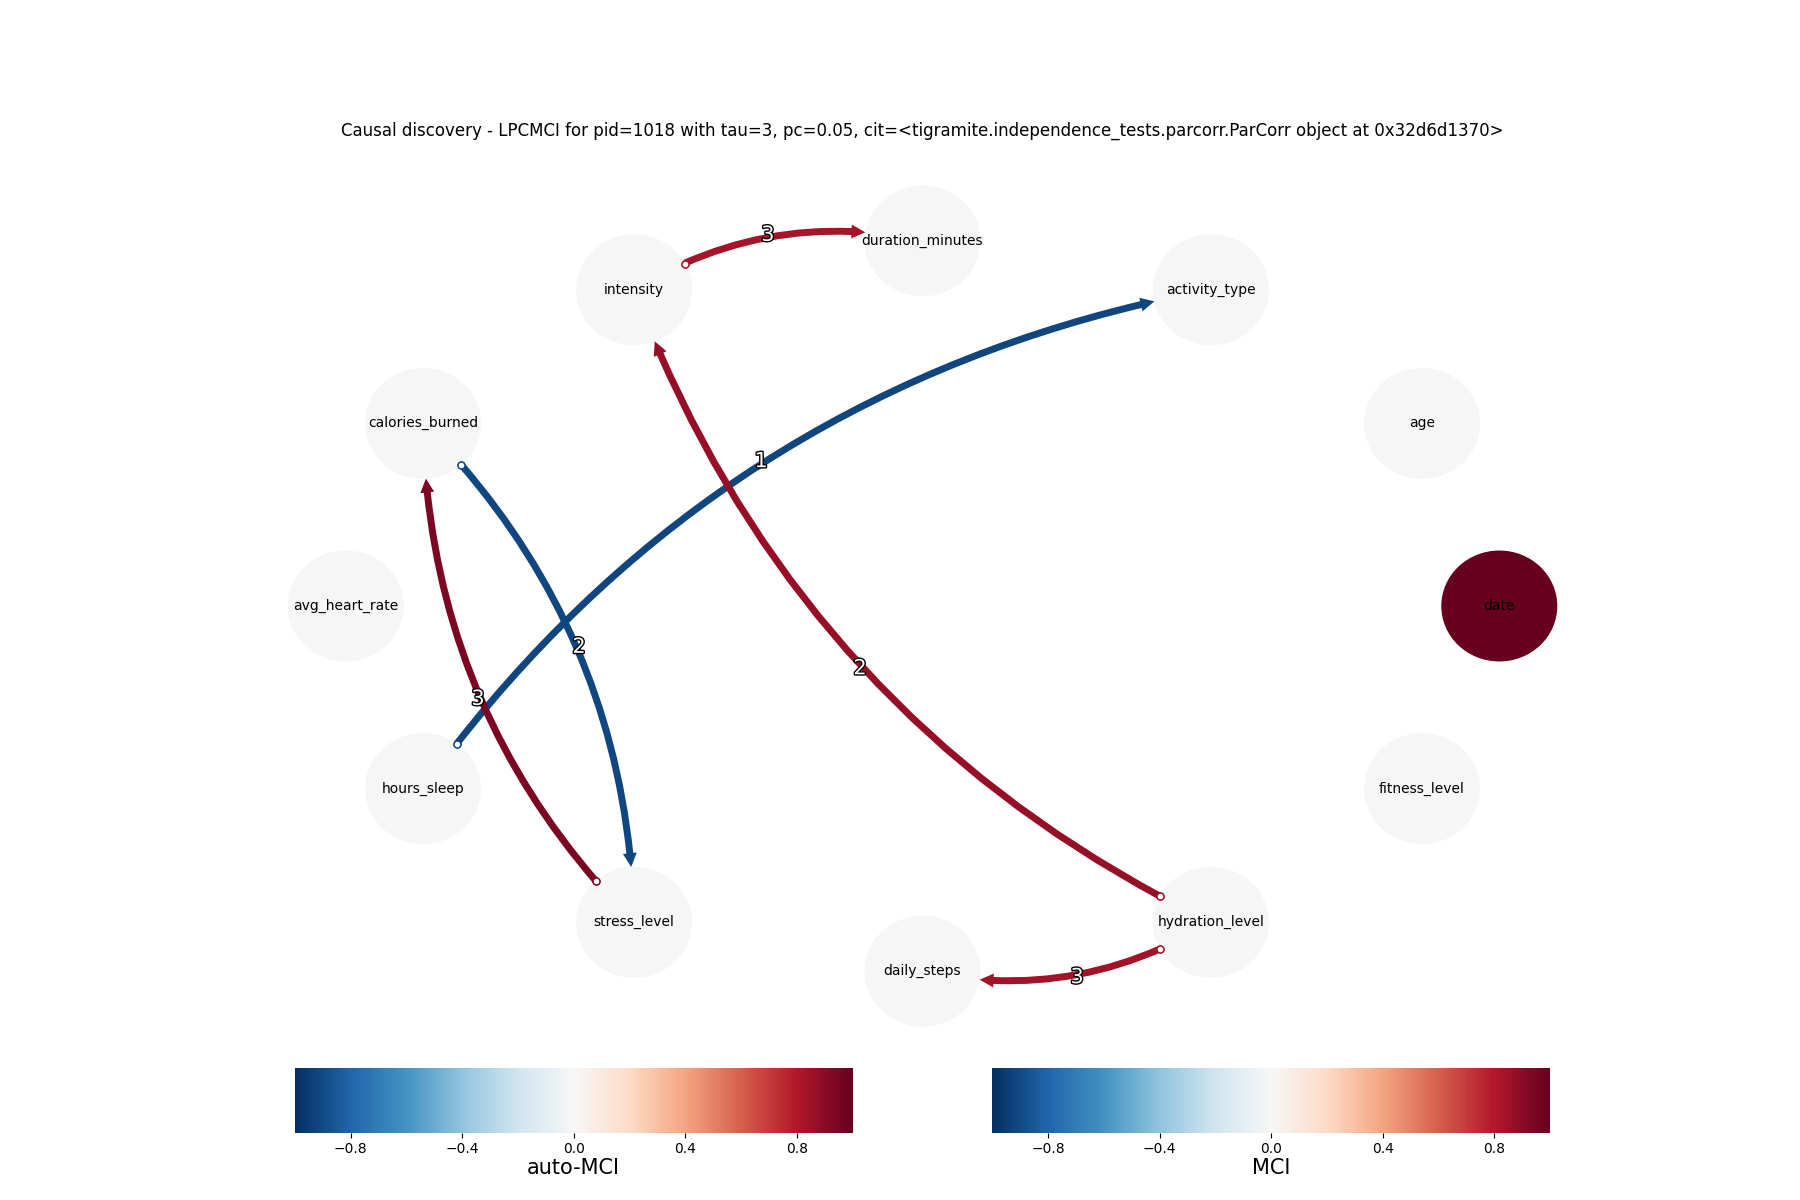 Causal discovery - LPCMCI for pid=1018 with tau=3, pc=0.05, cit=<tigramite.independence_tests.parcorr.ParCorr object at 0x32d6d1370>
3
duration_minutes
intensity
activity_type
calories_burned
age
1
avg_heart_rate
date
2
2
3
hours_sleep
fitness_level
stress_level
hydration_level
daily_steps
3
−0.8 −0.4 0.0 0.4 0.8
auto-MCI
−0.8 −0.4 0.0 0.4 0.8
MCI